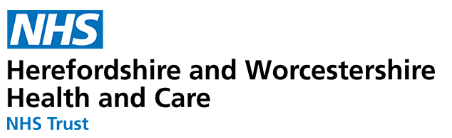 NHS
Herefordshire and Worcestershire
Health and Care
NHS Trust